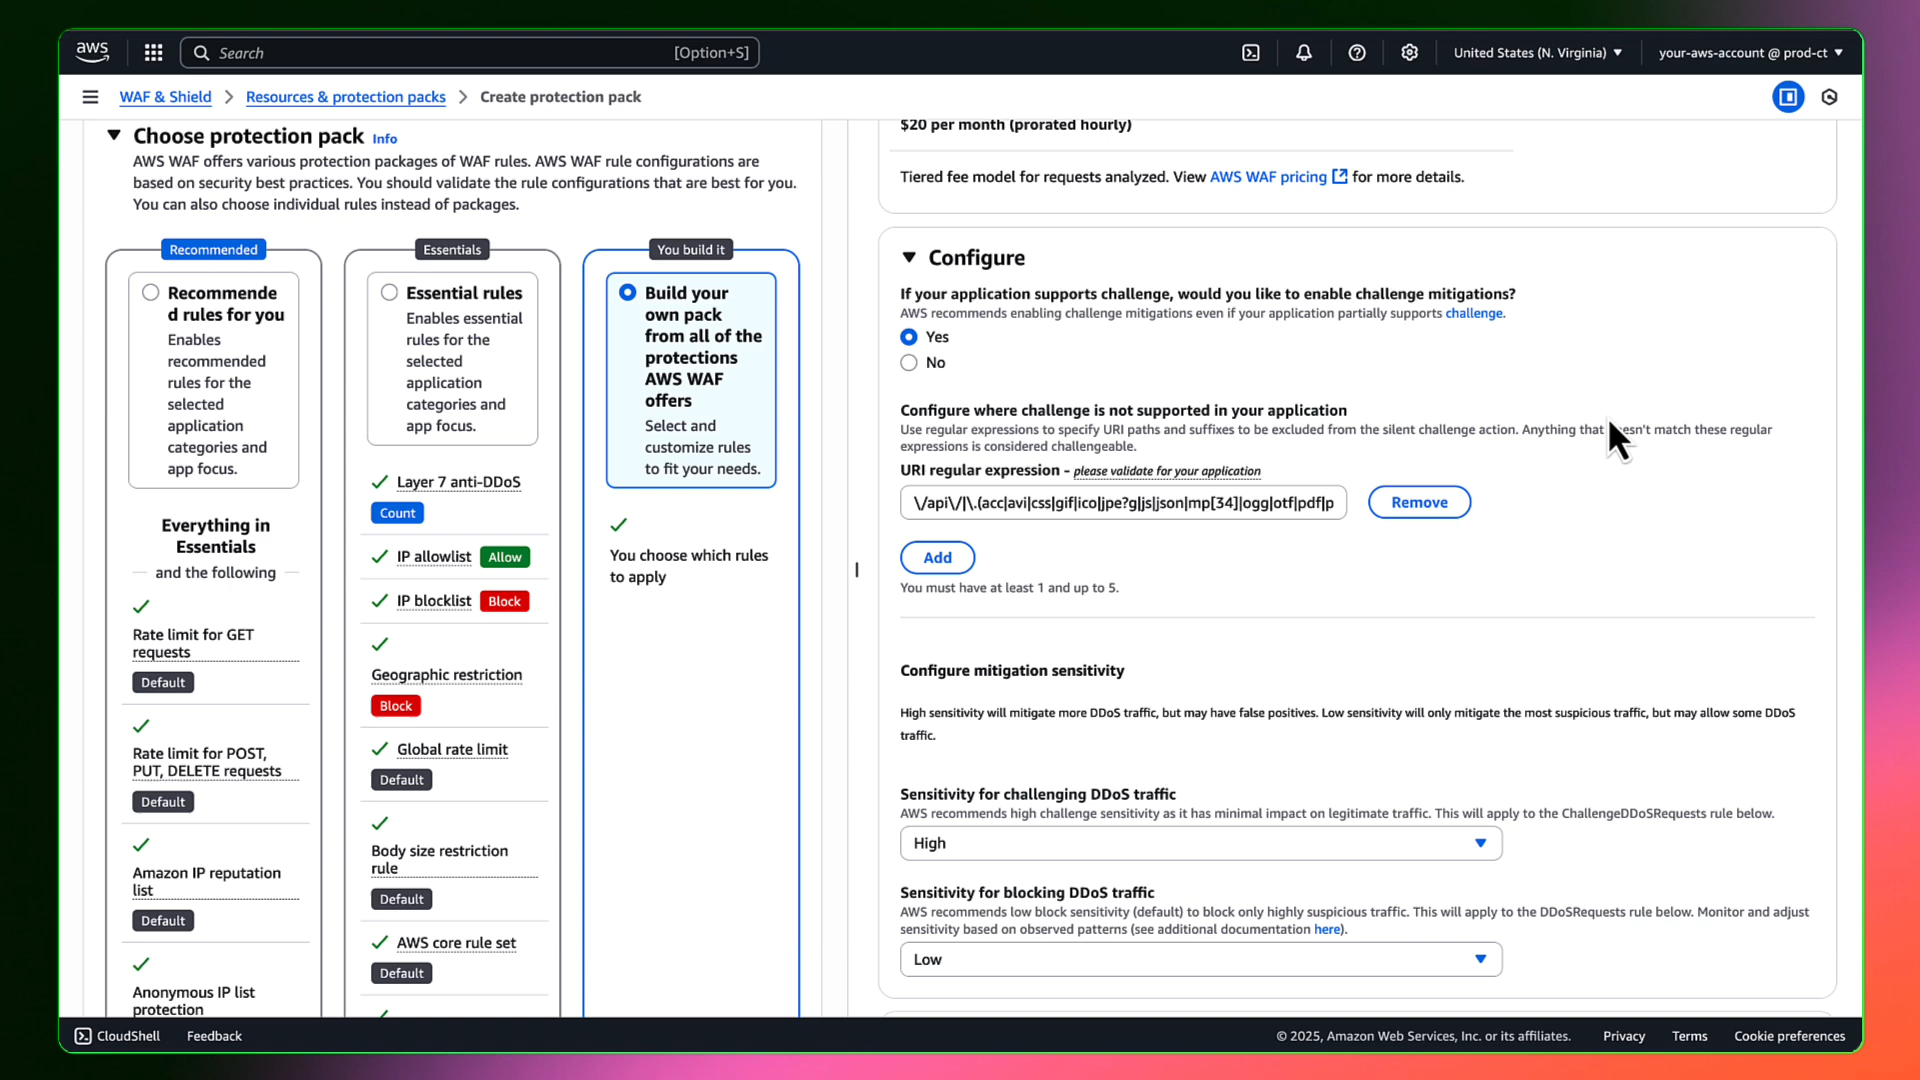 aws
Search
[Option+S]
United States (N. Virginia)
your-aws-account @ prod-ct
WAF & Shield
Resources & protection packs
Create protection pack
Choose protection pack Info
AWS WAF offers various protection packages of WAF rules. AWS WAF rule configurations are
based on security best practices. You should validate the rule configurations that are best for you.
You can also choose individual rules instead of packages.
Recommended
Recommende
d rules for you
Enables
recommended
rules for the
selected
application
categories and
app focus.
Everything in
Essentials
and the following
Rate limit for GET
requests
Default
Rate limit for POST,
PUT, DELETE requests
Default
Amazon IP reputation
list
Default
Anonymous IP list
protection
Essentials
Essential rules
Enables essential
rules for the
selected
application
categories and
app focus.
Layer 7 anti-DDoS
Count
IP allowlist Allow
IP blocklist Block
Geographic restriction
Block
Global rate limit
Default
Body size restriction
rule
Default
AWS core rule set
Default
You build it
Build your
own pack
from all of the
protections
AWS WAF
offers
Select and
customize rules
to fit your needs.
You choose which rules
to apply
$20 per month (prorated hourly)
Tiered fee model for requests analyzed. View AWS WAF pricing for more details.
Configure
If your application supports challenge, would you like to enable challenge mitigations?
AWS recommends enabling challenge mitigations even if your application partially supports challenge.
Yes
No
Configure where challenge is not supported in your application
Use regular expressions to specify URI paths and suffixes to be excluded from the silent challenge action. Anything that doesn't match these regular
expressions is considered challengeable.
URI regular expression - please validate for your application
\/api\/|\.(acc|avi|css|gif|ico|jpe?g|js|json|mp[34]|ogg|otf|pdf|p
Remove
Add
You must have at least 1 and up to 5.
Configure mitigation sensitivity
High sensitivity will mitigate more DDoS traffic, but may have false positives. Low sensitivity will only mitigate the most suspicious traffic, but may allow some DDoS
traffic.
Sensitivity for challenging DDoS traffic
AWS recommends high challenge sensitivity as it has minimal impact on legitimate traffic. This will apply to the ChallengeDDoSRequests rule below.
High
Sensitivity for blocking DDoS traffic
AWS recommends low block sensitivity (default) to block only highly suspicious traffic. This will apply to the DDoSRequests rule below. Monitor and adjust
sensitivity based on observed patterns (see additional documentation here).
Low
CloudShell
Feedback
© 2025, Amazon Web Services, Inc. or its affiliates.
Privacy
Terms
Cookie preferences